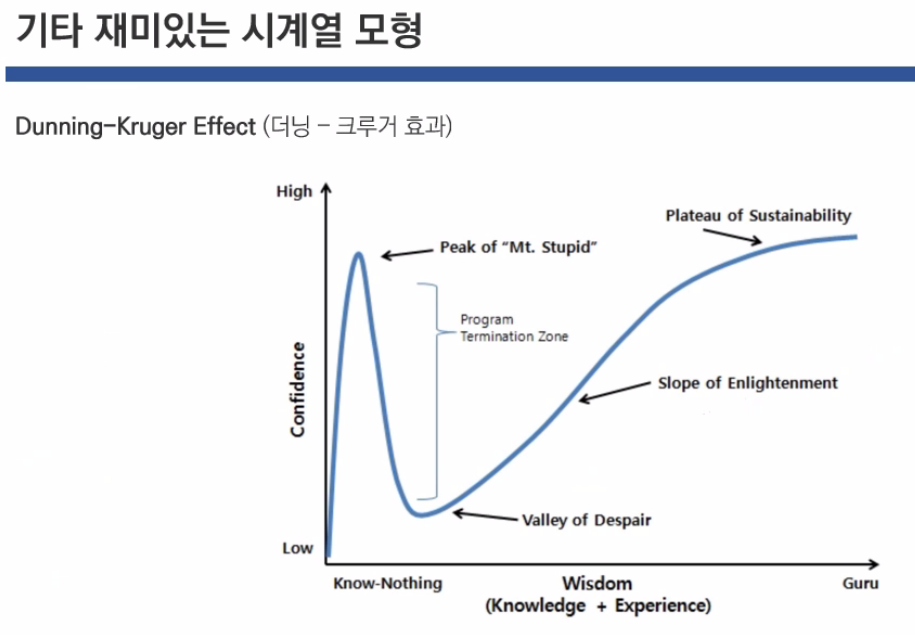 기타 재미있는 시계열 모형
Dunning-Kruger Effect (더닝 - 크루거 효과)
High
Plateau of Sustainability
Peak of “Mt. Stupid”
Program
Termination Zone
Confidence
Slope of Enlightenment
Valley of Despair
Low
Know-Nothing
Wisdom
Guru
(Knowledge + Experience)